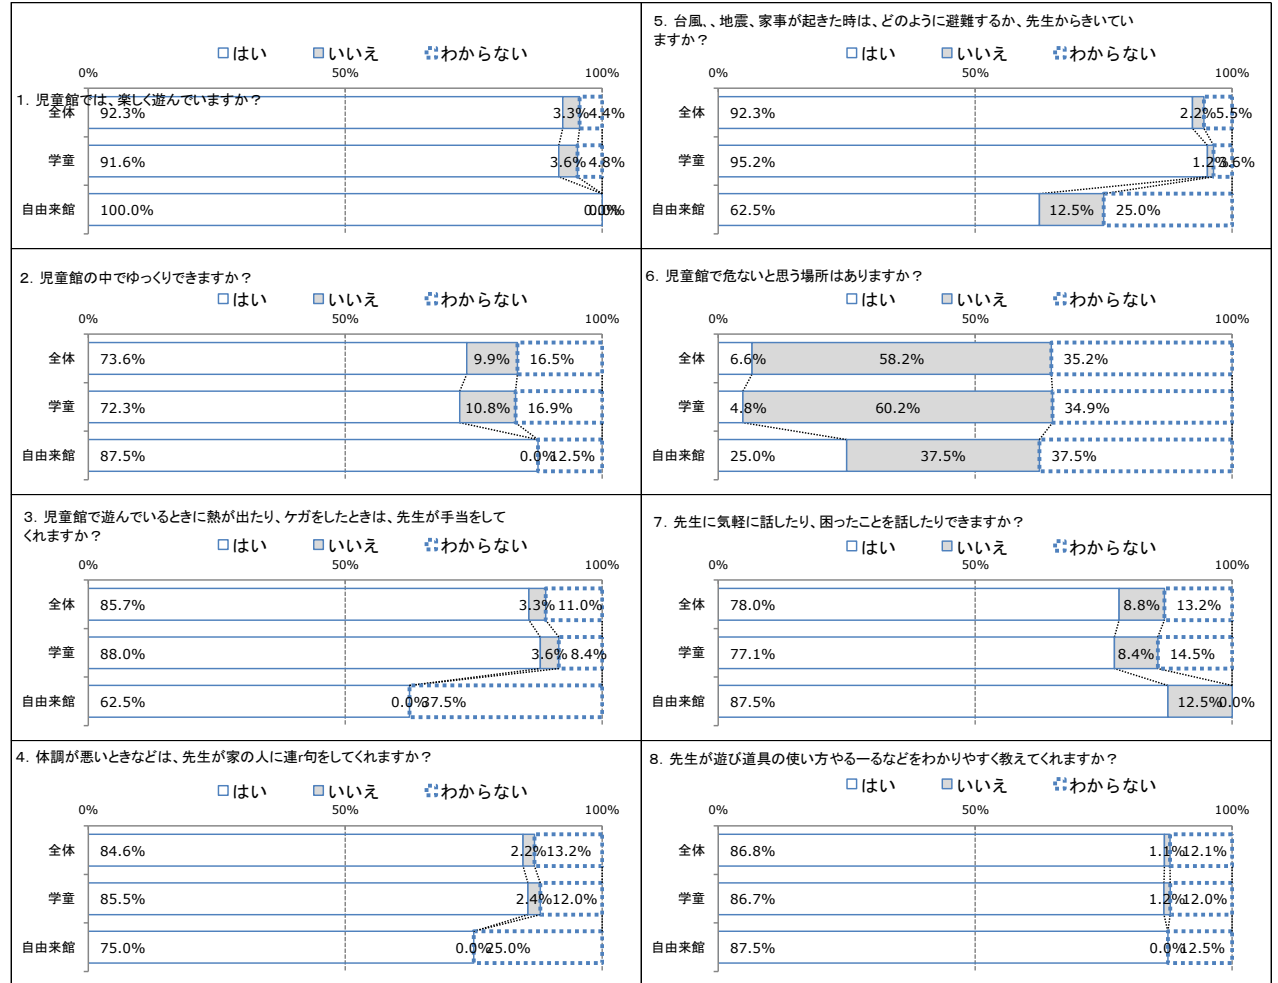 1．児童館では、楽しく遊んでいますか？
はい いいえ わからない
0% 50% 100%
全体 92.3% 3.3% 4.4%
学童 91.6% 3.6% 4.8%
自由来館 100.0% 0.0% 0.0%
2．児童館の中でゆっくりできますか？
はい いいえ わからない
0% 50% 100%
全体 73.6% 9.9% 16.5%
学童 72.3% 10.8% 16.9%
自由来館 87.5% 0.0% 12.5%
3．児童館で遊んでいるときに熱が出たり、ケガをしたときは、先生が手当をして
くれますか？
はい いいえ わからない
0% 50% 100%
全体 85.7% 3.3% 11.0%
学童 88.0% 3.6% 8.4%
自由来館 62.5% 0.0% 37.5%
4．体調が悪いときなどは、先生が家の人に連r句をしてくれますか？
はい いいえ わからない
0% 50% 100%
全体 84.6% 2.2% 13.2%
学童 85.5% 2.4% 12.0%
自由来館 75.0% 0.0% 25.0%
5．台風、、地震、家事が起きた時は、どのように避難するか、先生からきいてい
ますか？
はい いいえ わからない
0% 50% 100%
全体 92.3% 2.2% 5.5%
学童 95.2% 1.2% 3.6%
自由来館 62.5% 12.5% 25.0%
6．児童館で危ないと思う場所はありますか？
はい いいえ わからない
0% 50% 100%
全体 6.6% 58.2% 35.2%
学童 4.8% 60.2% 34.9%
自由来館 25.0% 37.5% 37.5%
7．先生に気軽に話したり、困ったことを話したりできますか？
はい いいえ わからない
0% 50% 100%
全体 78.0% 8.8% 13.2%
学童 77.1% 8.4% 14.5%
自由来館 87.5% 12.5% 0.0%
8．先生が遊び道具の使い方やるーるなどをわかりやすく教えてくれますか？
はい いいえ わからない
0% 50% 100%
全体 86.8% 1.1% 12.1%
学童 86.7% 1.2% 12.0%
自由来館 87.5% 0.0% 12.5%